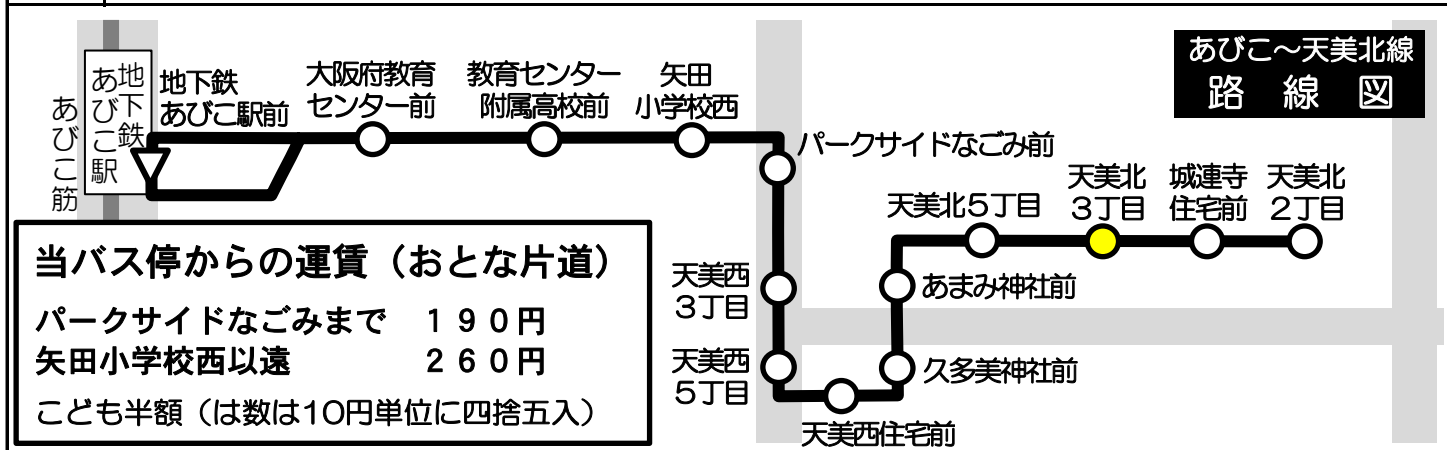 あびこ～天美北線
路線図
あびこ筋
地下鉄
あびこ駅
地下鉄
あびこ駅前
大阪府教育
センター前
教育センター
附属高校前
矢田
小学校西
パークサイドなごみ前
天美西
3丁目
天美西
5丁目
天美西住宅前
久多美神社前
あまみ神社前
天美北5丁目
天美北
3丁目
城連寺
住宅前
天美北
2丁目
当バス停からの運賃（おとな片道）
パークサイドなごみまで　１９０円
矢田小学校西以遠　２６０円
こども半額（は数は10円単位に四捨五入）